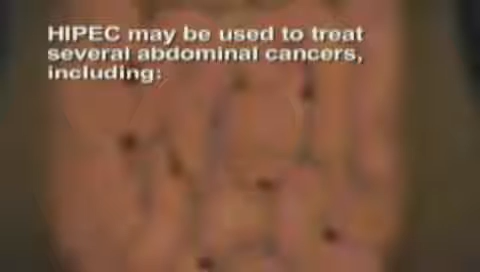 HIPEC may be used to treat
several abdominal cancers,
including: